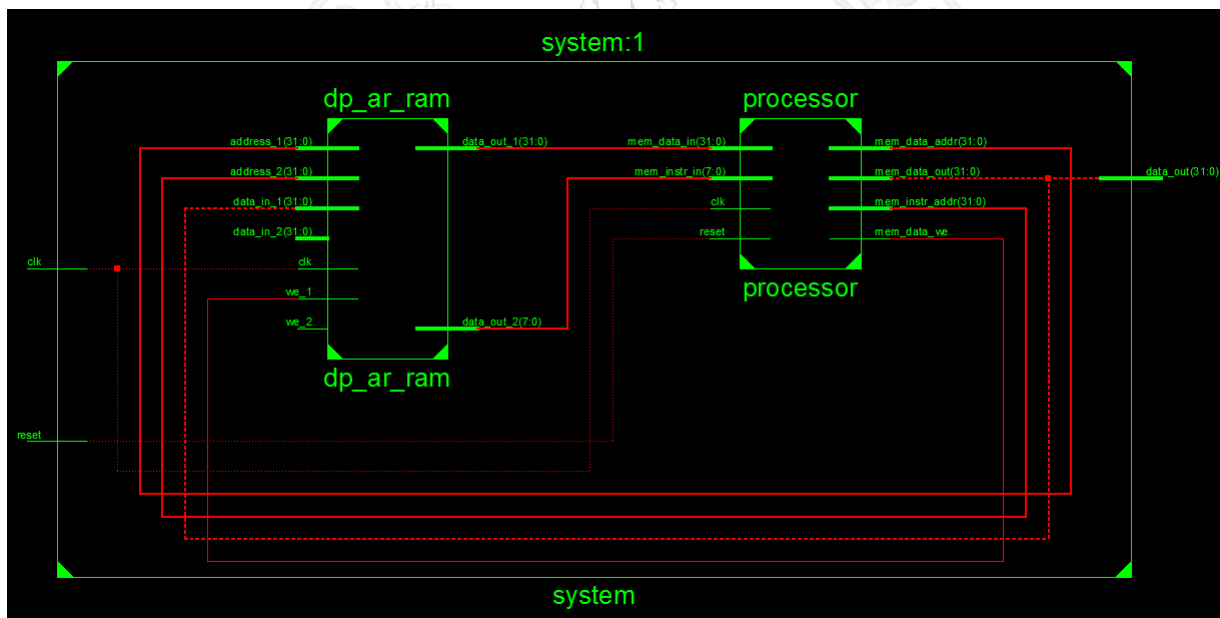 system:1
dp_ar_ram
processor
address_1(31:0)
data_out_1(31:0)
mem_data_in(31:0)
mem_data_addr(31:0)
address_2(31:0)
mem_instr_in(7:0)
mem_data_out(31:0)
data_out(31:0)
data_in_1(31:0)
clk
mem_instr_addr(31:0)
data_in_2(31:0)
reset
mem_data_we
clk
clk
we_1
processor
we_2
data_out_2(7:0)
dp_ar_ram
reset
system